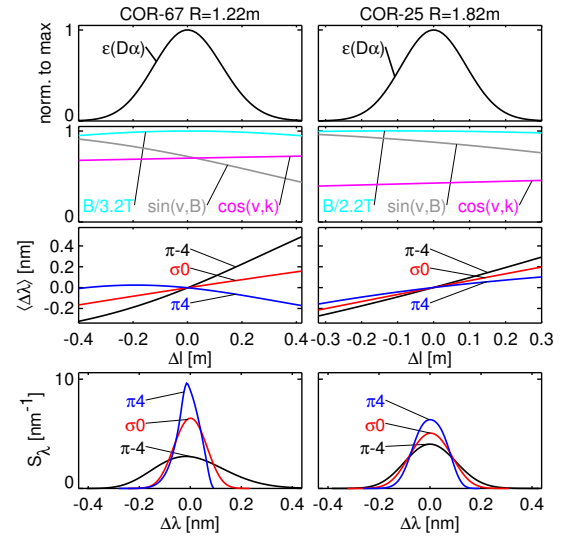 COR-67 R=1.22m
COR-25 R=1.82m
norm. to max
1
0
ε(Dα)
ε(Dα)
1
0
B/3.2T
sin(v,B)
cos(v,k)
B/2.2T
sin(v,B)
cos(v,k)
⟨Δλ⟩ [nm]
0.4
0.2
0.0
-0.2
π-4
σ0
π4
π-4
σ0
π4
-0.4 -0.2 0.0 0.2 0.4
Δl [m]
-0.3 -0.2 -0.1 0.0 0.1 0.2 0.3
Δl [m]
S_λ [nm⁻¹]
10
0
π4
σ0
π-4
π4
π-4
σ0
-0.4 -0.2 0.0 0.2 0.4
Δλ [nm]
-0.4 -0.2 0.0 0.2 0.4
Δλ [nm]